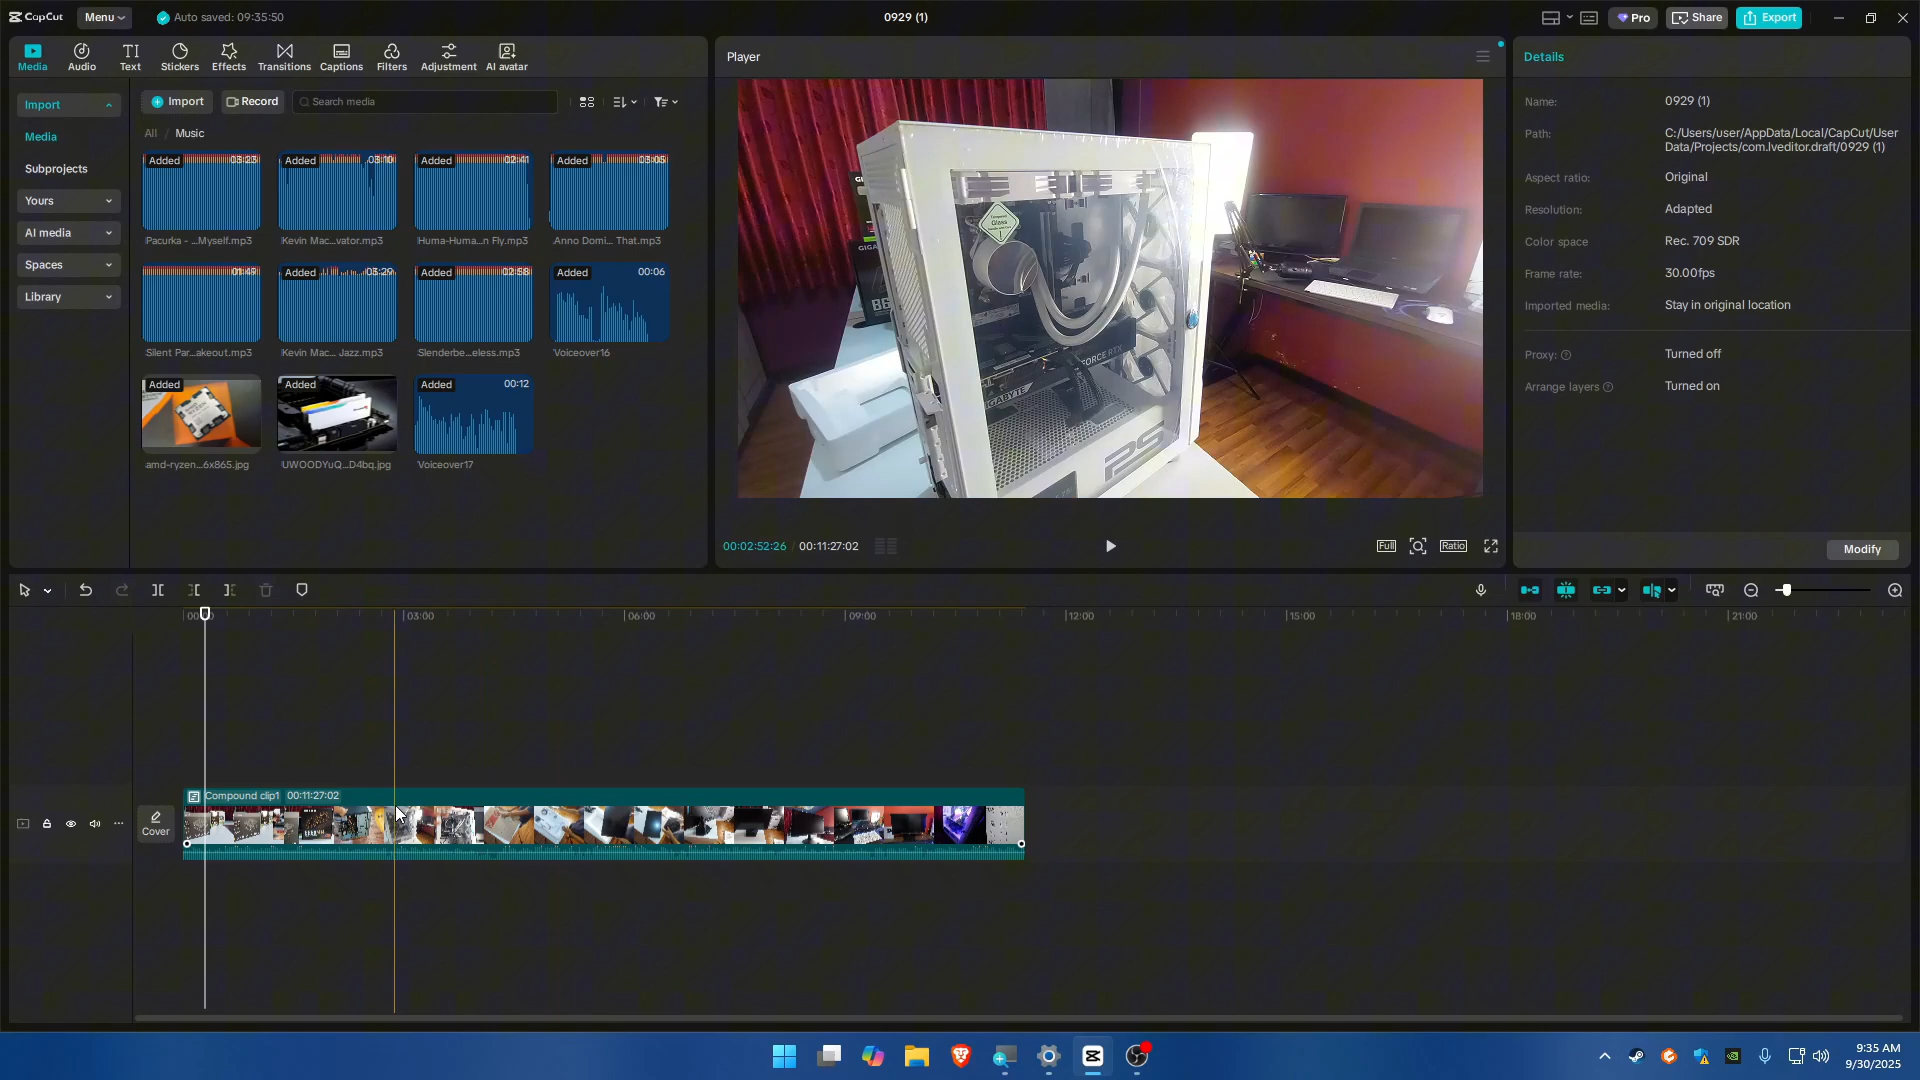 CapCut
Menu
Auto saved: 09:35:50
0929 (1)
Pro
Share
Export
Media
Audio
Text
Stickers
Effects
Transitions
Captions
Filters
Adjustment
AI avatar
Player
Details
Import
Media
Subprojects
Yours
AI media
Spaces
Library
Import
Record
Search media
All / Music
Added 03:23
Added 03:10
Added 02:41
Added 03:05
Pacurka - ...Myself.mp3
Kevin Mac...vator.mp3
Huma-Huma...n Fly.mp3
Anno Domi... That.mp3
01:49
Added 03:29
Added 02:58
Added 00:06
Silent Par...akeout.mp3
Kevin Mac... Jazz.mp3
Slenderbe...eless.mp3
Voiceover16
Added
Added
Added 00:12
amd-ryzen...6x865.jpg
UWOODYuQ...D4bq.jpg
Voiceover17
GIGABYTE
00:02:52:26 / 00:11:27:02
Full
Ratio
Name: 0929 (1)
Path: C:/Users/user/AppData/Local/CapCut/User
Data/Projects/com.lveditor.draft/0929 (1)
Aspect ratio: Original
Resolution: Adapted
Color space Rec. 709 SDR
Frame rate: 30.00fps
Imported media: Stay in original location
Proxy: Turned off
Arrange layers Turned on
Modify
03:00
06:00
09:00
12:00
15:00
18:00
21:00
Cover
Compound clip1 00:11:27:02
9:35 AM
9/30/2025